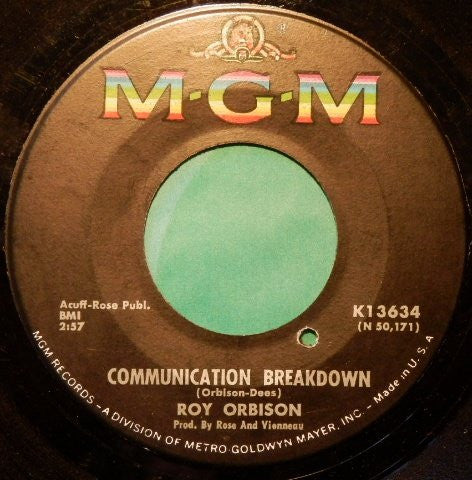 M·G·M
Acuff-Rose Publ.
BMI
2:57
K13634
(N 50,171)
COMMUNICATION BREAKDOWN
(Orbison-Dees)
ROY ORBISON
Prod. By Rose And Vienneau
MGM RECORDS - A DIVISION OF METRO GOLDWYN MAYER, INC. - Made in U.S.A